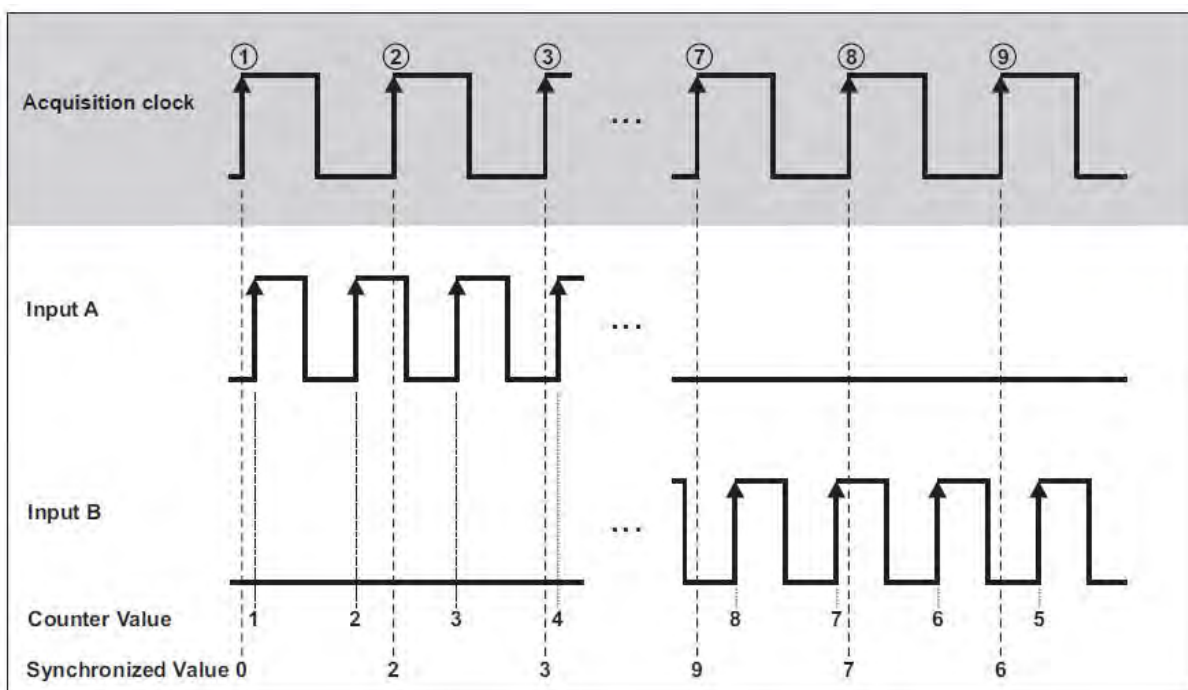 ① ② ③ ⑦ ⑧ ⑨
Acquisition clock
...
Input A
...
Input B
...
Counter Value 1 2 3 4 8 7 6 5
Synchronized Value 0 2 3 9 7 6